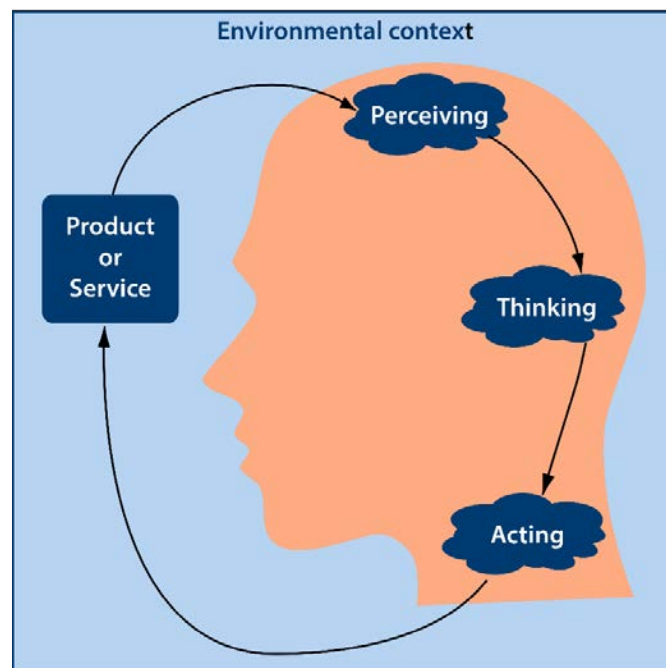 Environmental context
Perceiving
Product
or
Service
Thinking
Acting